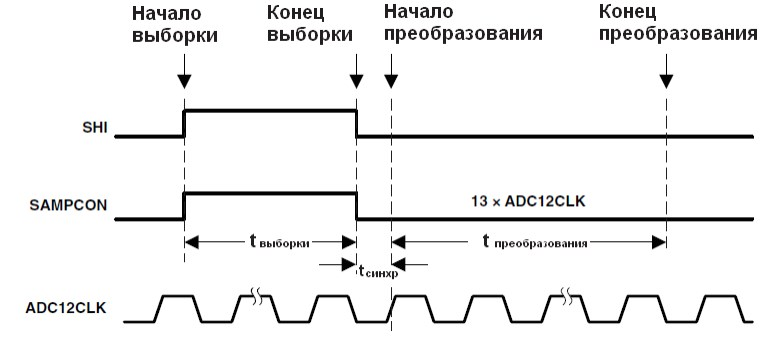 Начало выборки
Конец выборки
Начало преобразования
Конец преобразования
SHI
SAMPCON
13 × ADC12CLK
t выборки
t преобразования
t синхр
ADC12CLK